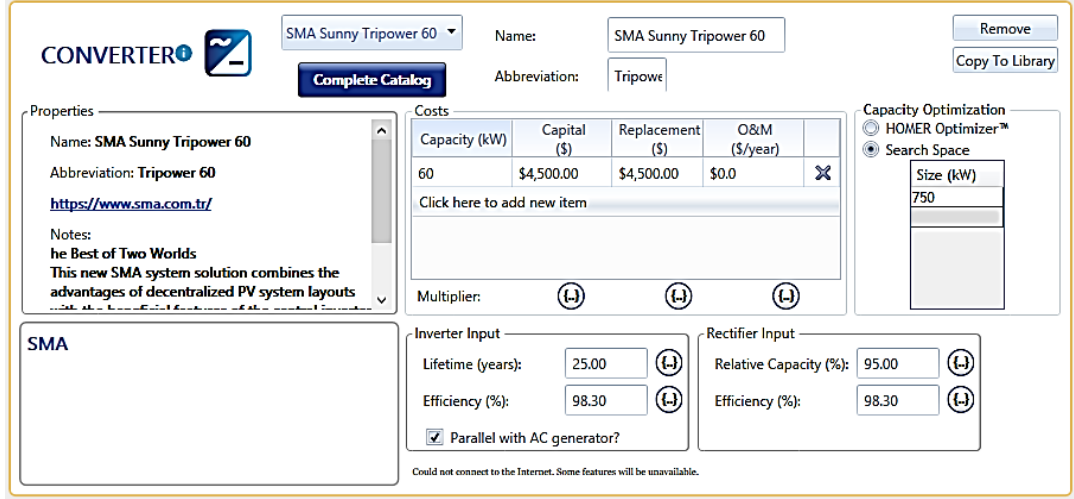 CONVERTER
SMA Sunny Tripower 60
Complete Catalog
Name:
SMA Sunny Tripower 60
Abbreviation:
Tripowe
Remove
Copy To Library
Properties
Name: SMA Sunny Tripower 60
Abbreviation: Tripower 60
https://www.sma.com.tr/
Notes:
he Best of Two Worlds
This new SMA system solution combines the
advantages of decentralized PV system layouts
SMA
Costs
Capacity (kW) Capital ($) Replacement ($) O&M ($/year)
60 $4,500.00 $4,500.00 $0.0
Click here to add new item
Multiplier: {..} {..} {..}
Capacity Optimization
HOMER Optimizer™
Search Space
Size (kW)
750
Inverter Input
Lifetime (years): 25.00 {..}
Efficiency (%): 98.30 {..}
Parallel with AC generator?
Rectifier Input
Relative Capacity (%): 95.00 {..}
Efficiency (%): 98.30 {..}
Could not connect to the Internet. Some features will be unavailable.